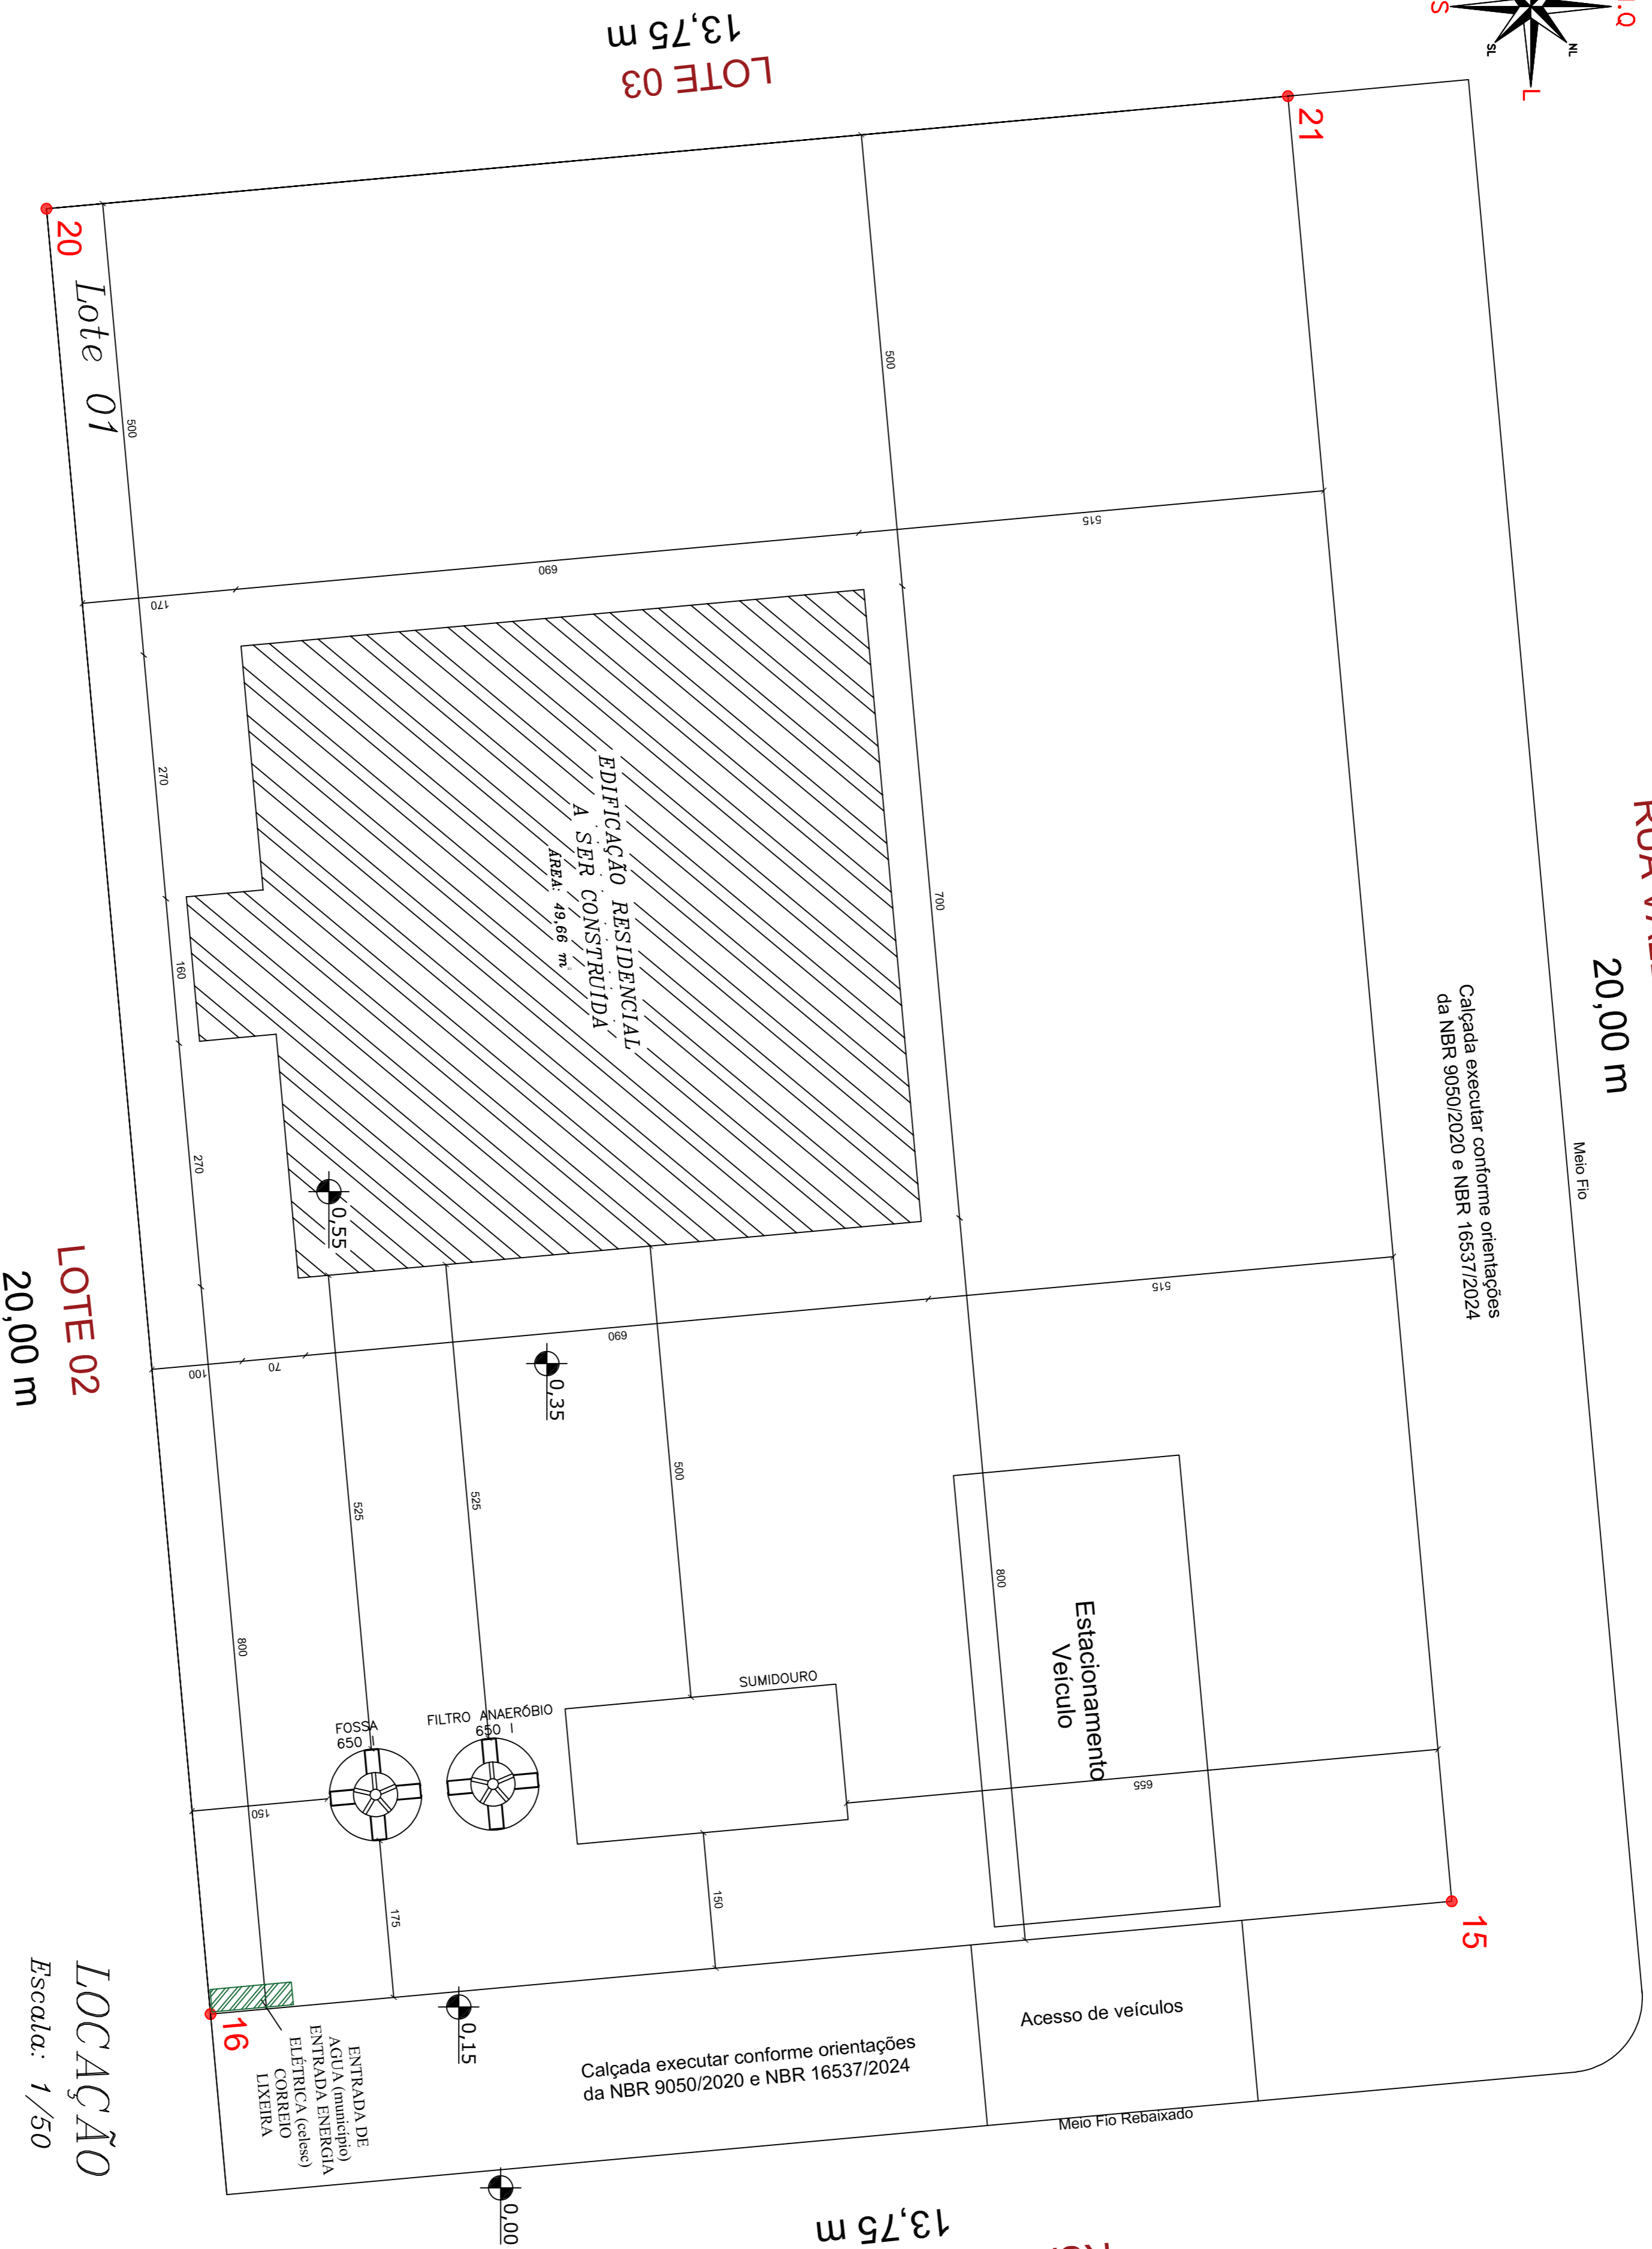 13,75 m
LOTE 03
S
SL
L
NL
20
Lote 01
21
500
500
515
690
170
270
160
270
700
EDIFICAÇÃO RESIDENCIAL
A SER CONSTRUÍDA
ÁREA: 49,66 m²
0,55
20,00 m
Meio Fio
Calçada executar conforme orientações
da NBR 9050/2020 e NBR 16537/2024
LOTE 02
20,00 m
515
690
70
100
0,35
525
525
500
800
800
Estacionamento
Veículo
SUMIDOURO
FILTRO ANAERÓBIO
650 l
FOSSA
650 l
655
150
175
150
15
16
0,15
ENTRADA DE
AGUA (municipio)
ENTRADA ENERGIA
ELÉTRICA (celesc)
CORREIO
LIXEIRA
Calçada executar conforme orientações
da NBR 9050/2020 e NBR 16537/2024
Acesso de veículos
Meio Fio Rebaixado
0,00
13,75 m
LOCAÇÃO
Escala: 1/50